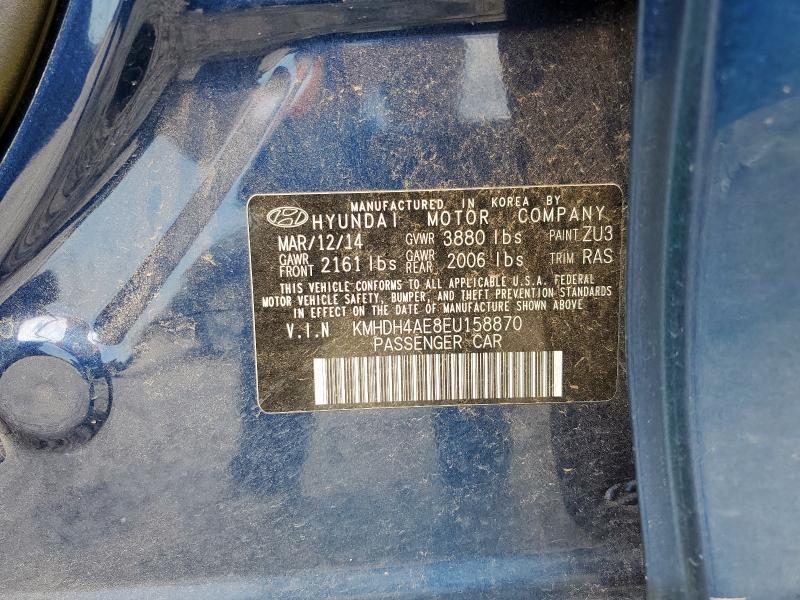 MANUFACTURED IN KOREA BY
HYUNDAI MOTOR COMPANY
MAR/12/14 GVWR 3880 lbs PAINT ZU3
GAWR FRONT 2161 lbs GAWR REAR 2006 lbs TRIM RAS
THIS VEHICLE CONFORMS TO ALL APPLICABLE U.S.A. FEDERAL
MOTOR VEHICLE SAFETY, BUMPER, AND THEFT PREVENTION STANDARDS
IN EFFECT ON THE DATE OF MANUFACTURE SHOWN ABOVE
V.I.N KMHDH4AE8EU158870
PASSENGER CAR